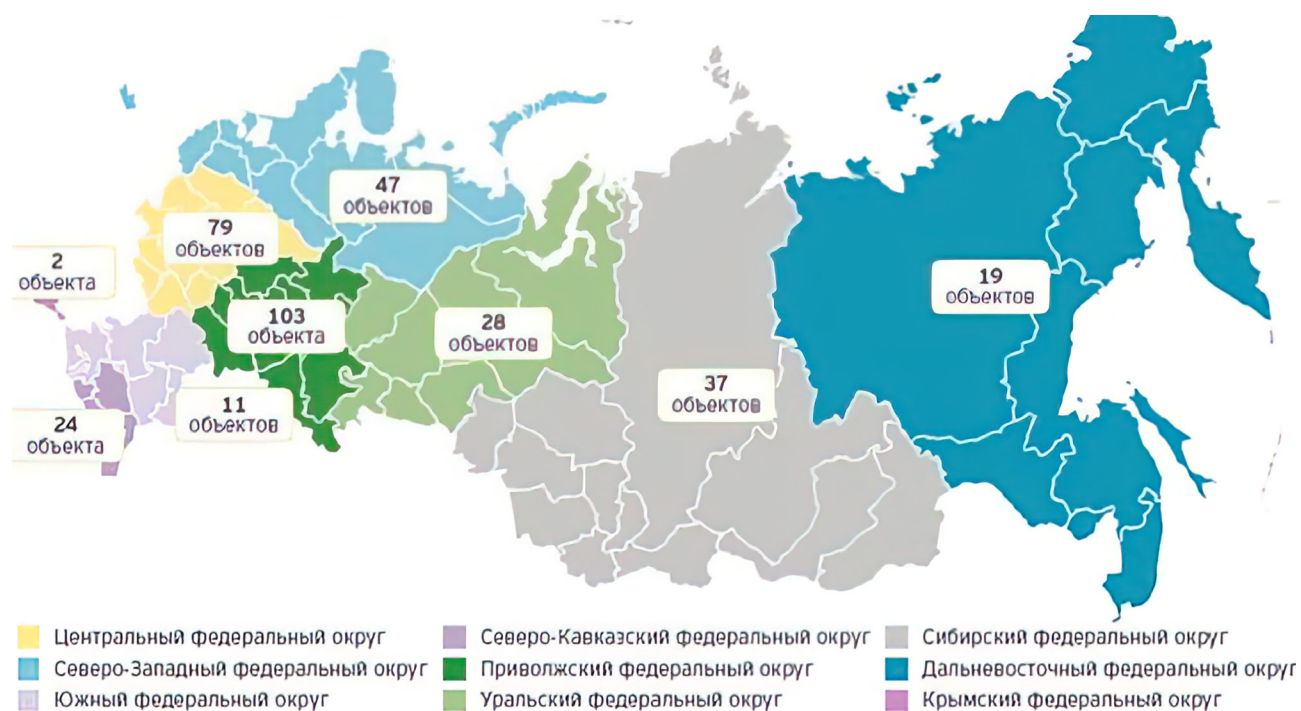 47
объектов
79
объектов
2
объекта
19
объектов
103
объекта
28
объектов
37
объектов
11
объектов
24
объекта
Центральный федеральный округ
Северо-Кавказский федеральный округ
Сибирский федеральный округ
Северо-Западный федеральный округ
Приволжский федеральный округ
Дальневосточный федеральный округ
Южный федеральный округ
Уральский федеральный округ
Крымский федеральный округ